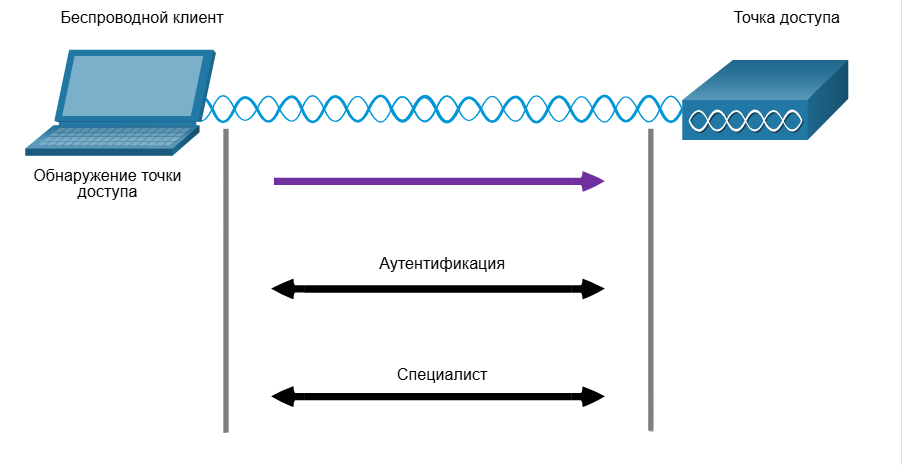 Беспроводной клиент
Точка доступа
Обнаружение точки
доступа
Аутентификация
Специалист